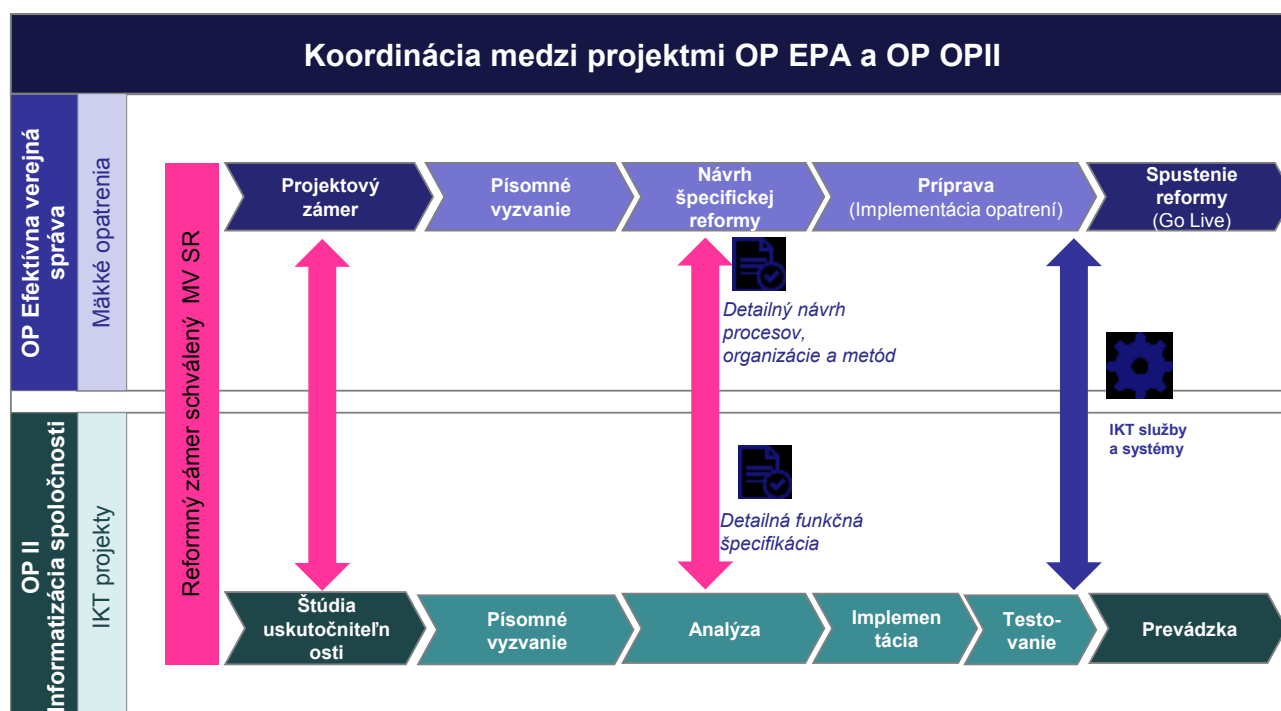 Koordinácia medzi projektmi OP EPA a OP OPII
OP Efektívna verejná
správa
Mäkké opatrenia
Reformný zámer schválený MV SR
Projektový
zámer
Písomné
vyzvanie
Návrh
špecifickej
reformy
Príprava
(Implementácia opatrení)
Spustenie
reformy
(Go Live)
Detailný návrh
procesov,
organizácie a metód
IKT služby
a systémy
OP II
Informatizácia spoločnosti
IKT projekty
Detailná funkčná
špecifikácia
Štúdia
uskutočniteľn
osti
Písomné
vyzvanie
Analýza
Implemen
tácia
Testo-
vanie
Prevádzka